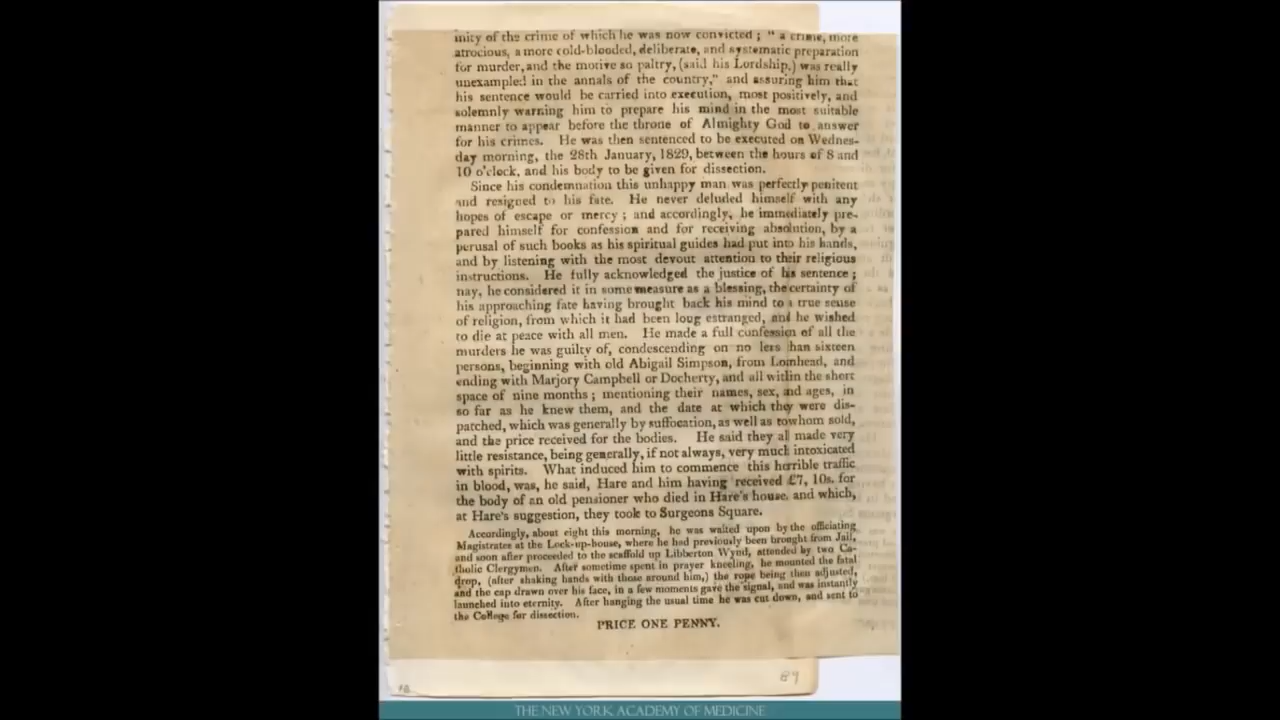 mity of the crime of which he was now convicted ; " a crime, more
atrocious, a more cold-blooded, deliberate, and systematic preparation
for murder, and the motive so paltry, (said his Lordship,) was really
unexampled in the annals of the country," and assuring him that
his sentence would be carried into execution, most positively, and
solemnly warning him to prepare his mind in the most suitable
manner to appear before the throne of Almighty God to answer
for his crimes. He was then sentenced to be executed on Wednes-
day morning, the 28th January, 1829, between the hours of 8 and
10 o'clock, and his body to be given for dissection.
Since his condemnation this unhappy man was perfectly penitent
and resigned to his fate. He never deluded himself with any
hopes of escape or mercy ; and accordingly, he immediately pre-
pared himself for confession and for receiving absolution, by a
perusal of such books as his spiritual guides had put into his hands,
and by listening with the most devout attention to their religious
instructions. He fully acknowledged the justice of his sentence ;
nay, he considered it in some measure as a blessing, the certainty of
his approaching fate having brought back his mind to a true sense
of religion, from which it had been long estranged, and he wished
to die at peace with all men. He made a full confession of all the
murders he was guilty of, condescending on no less than sixteen
persons, beginning with old Abigail Simpson, from Lomhead, and
ending with Marjory Campbell or Docherty, and all within the short
space of nine months ; mentioning their names, sex, and ages, in
so far as he knew them, and the date at which they were dis-
patched, which was generally by suffocation, as well as to whom sold,
and the price received for the bodies. He said they all made very
little resistance, being generally, if not always, very much intoxicated
with spirits. What induced him to commence this horrible traffic
in blood, was, he said, Hare and him having received £7, 10s. for
the body of an old pensioner who died in Hare's house. and which,
at Hare's suggestion, they took to Surgeons Square.
Accordingly, about eight this morning, he was waited upon by the officiating
Magistrates at the Lock-up-house, where he had previously been brought from Jail,
and soon after proceeded to the scaffold up Libberton Wynd, attended by two Ca-
tholic Clergymen. After sometime spent in prayer kneeling, he mounted the fatal
drop, (after shaking hands with those around him,) the rope being then adjusted,
and the cap drawn over his face, in a few moments gave the signal, and was instantly
launched into eternity. After hanging the usual time he was cut down, and sent to
the College for dissection.
PRICE ONE PENNY.
89
THE NEW YORK ACADEMY OF MEDICINE